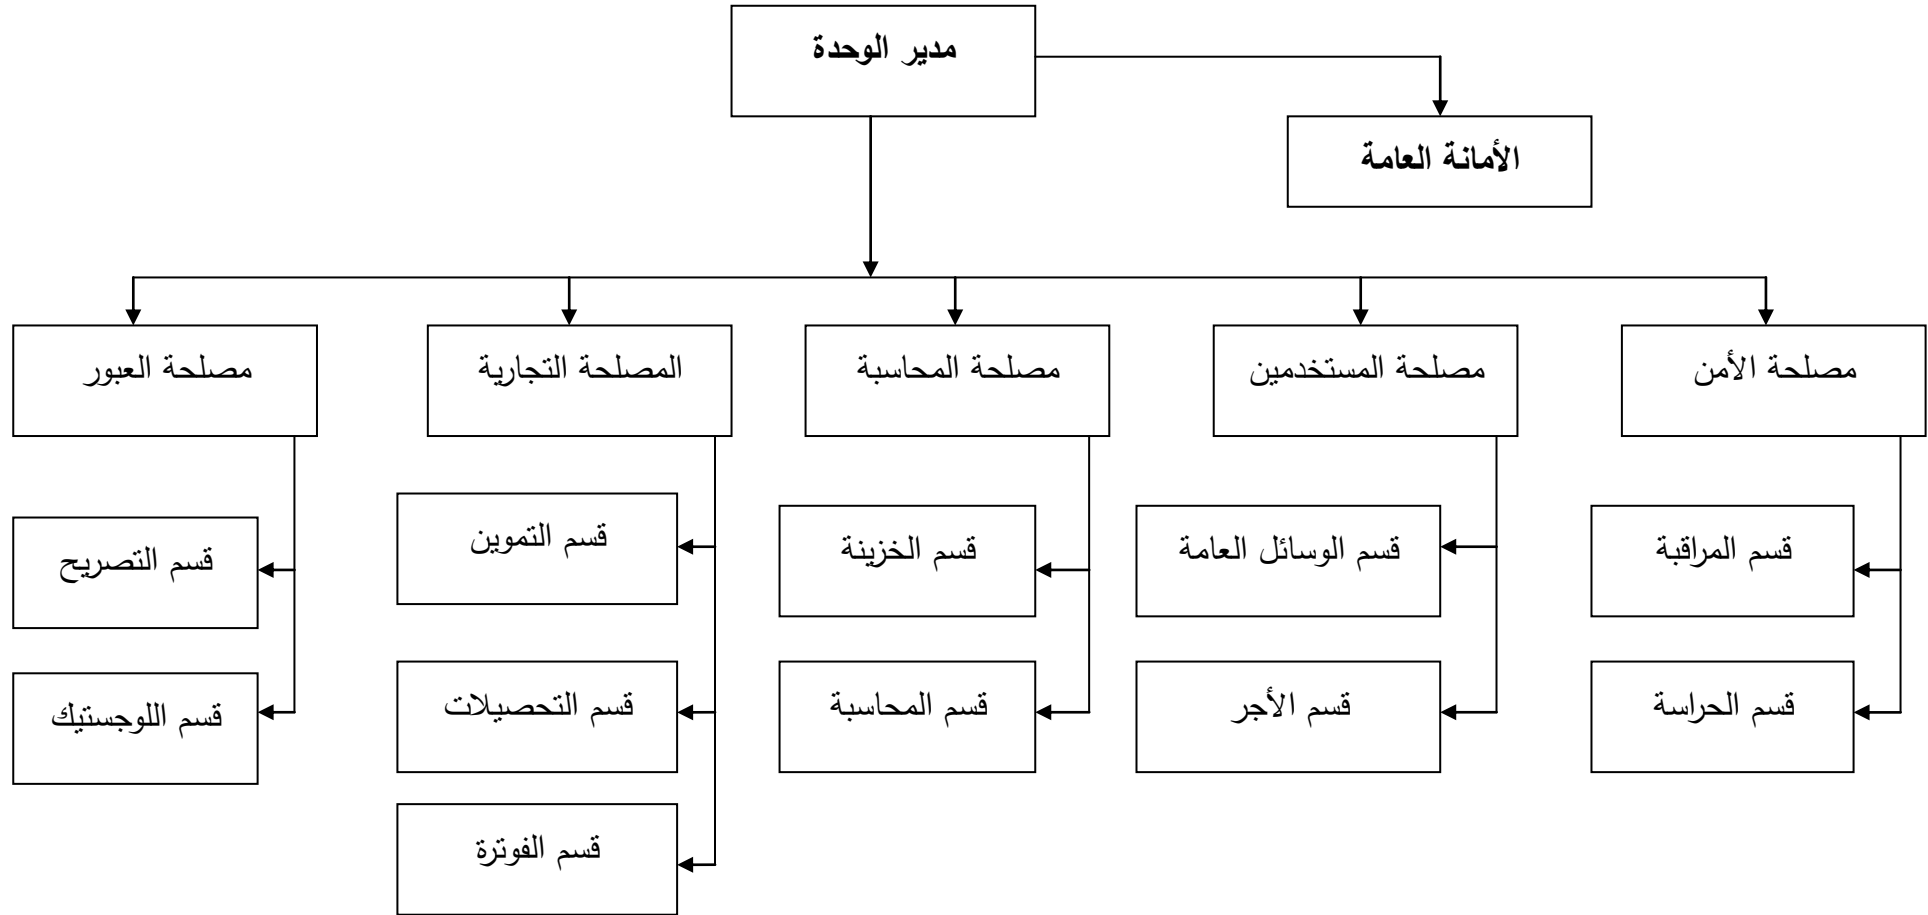 مدير الوحدة
الأمانة العامة
مصلحة الأمن
مصلحة المستخدمين
مصلحة المحاسبة
المصلحة التجارية
مصلحة العبور
قسم المراقبة
قسم الوسائل العامة
قسم الخزينة
قسم التموين
قسم التصريح
قسم الحراسة
قسم الأجر
قسم المحاسبة
قسم التحصيلات
قسم اللوجستيك
قسم الفوترة